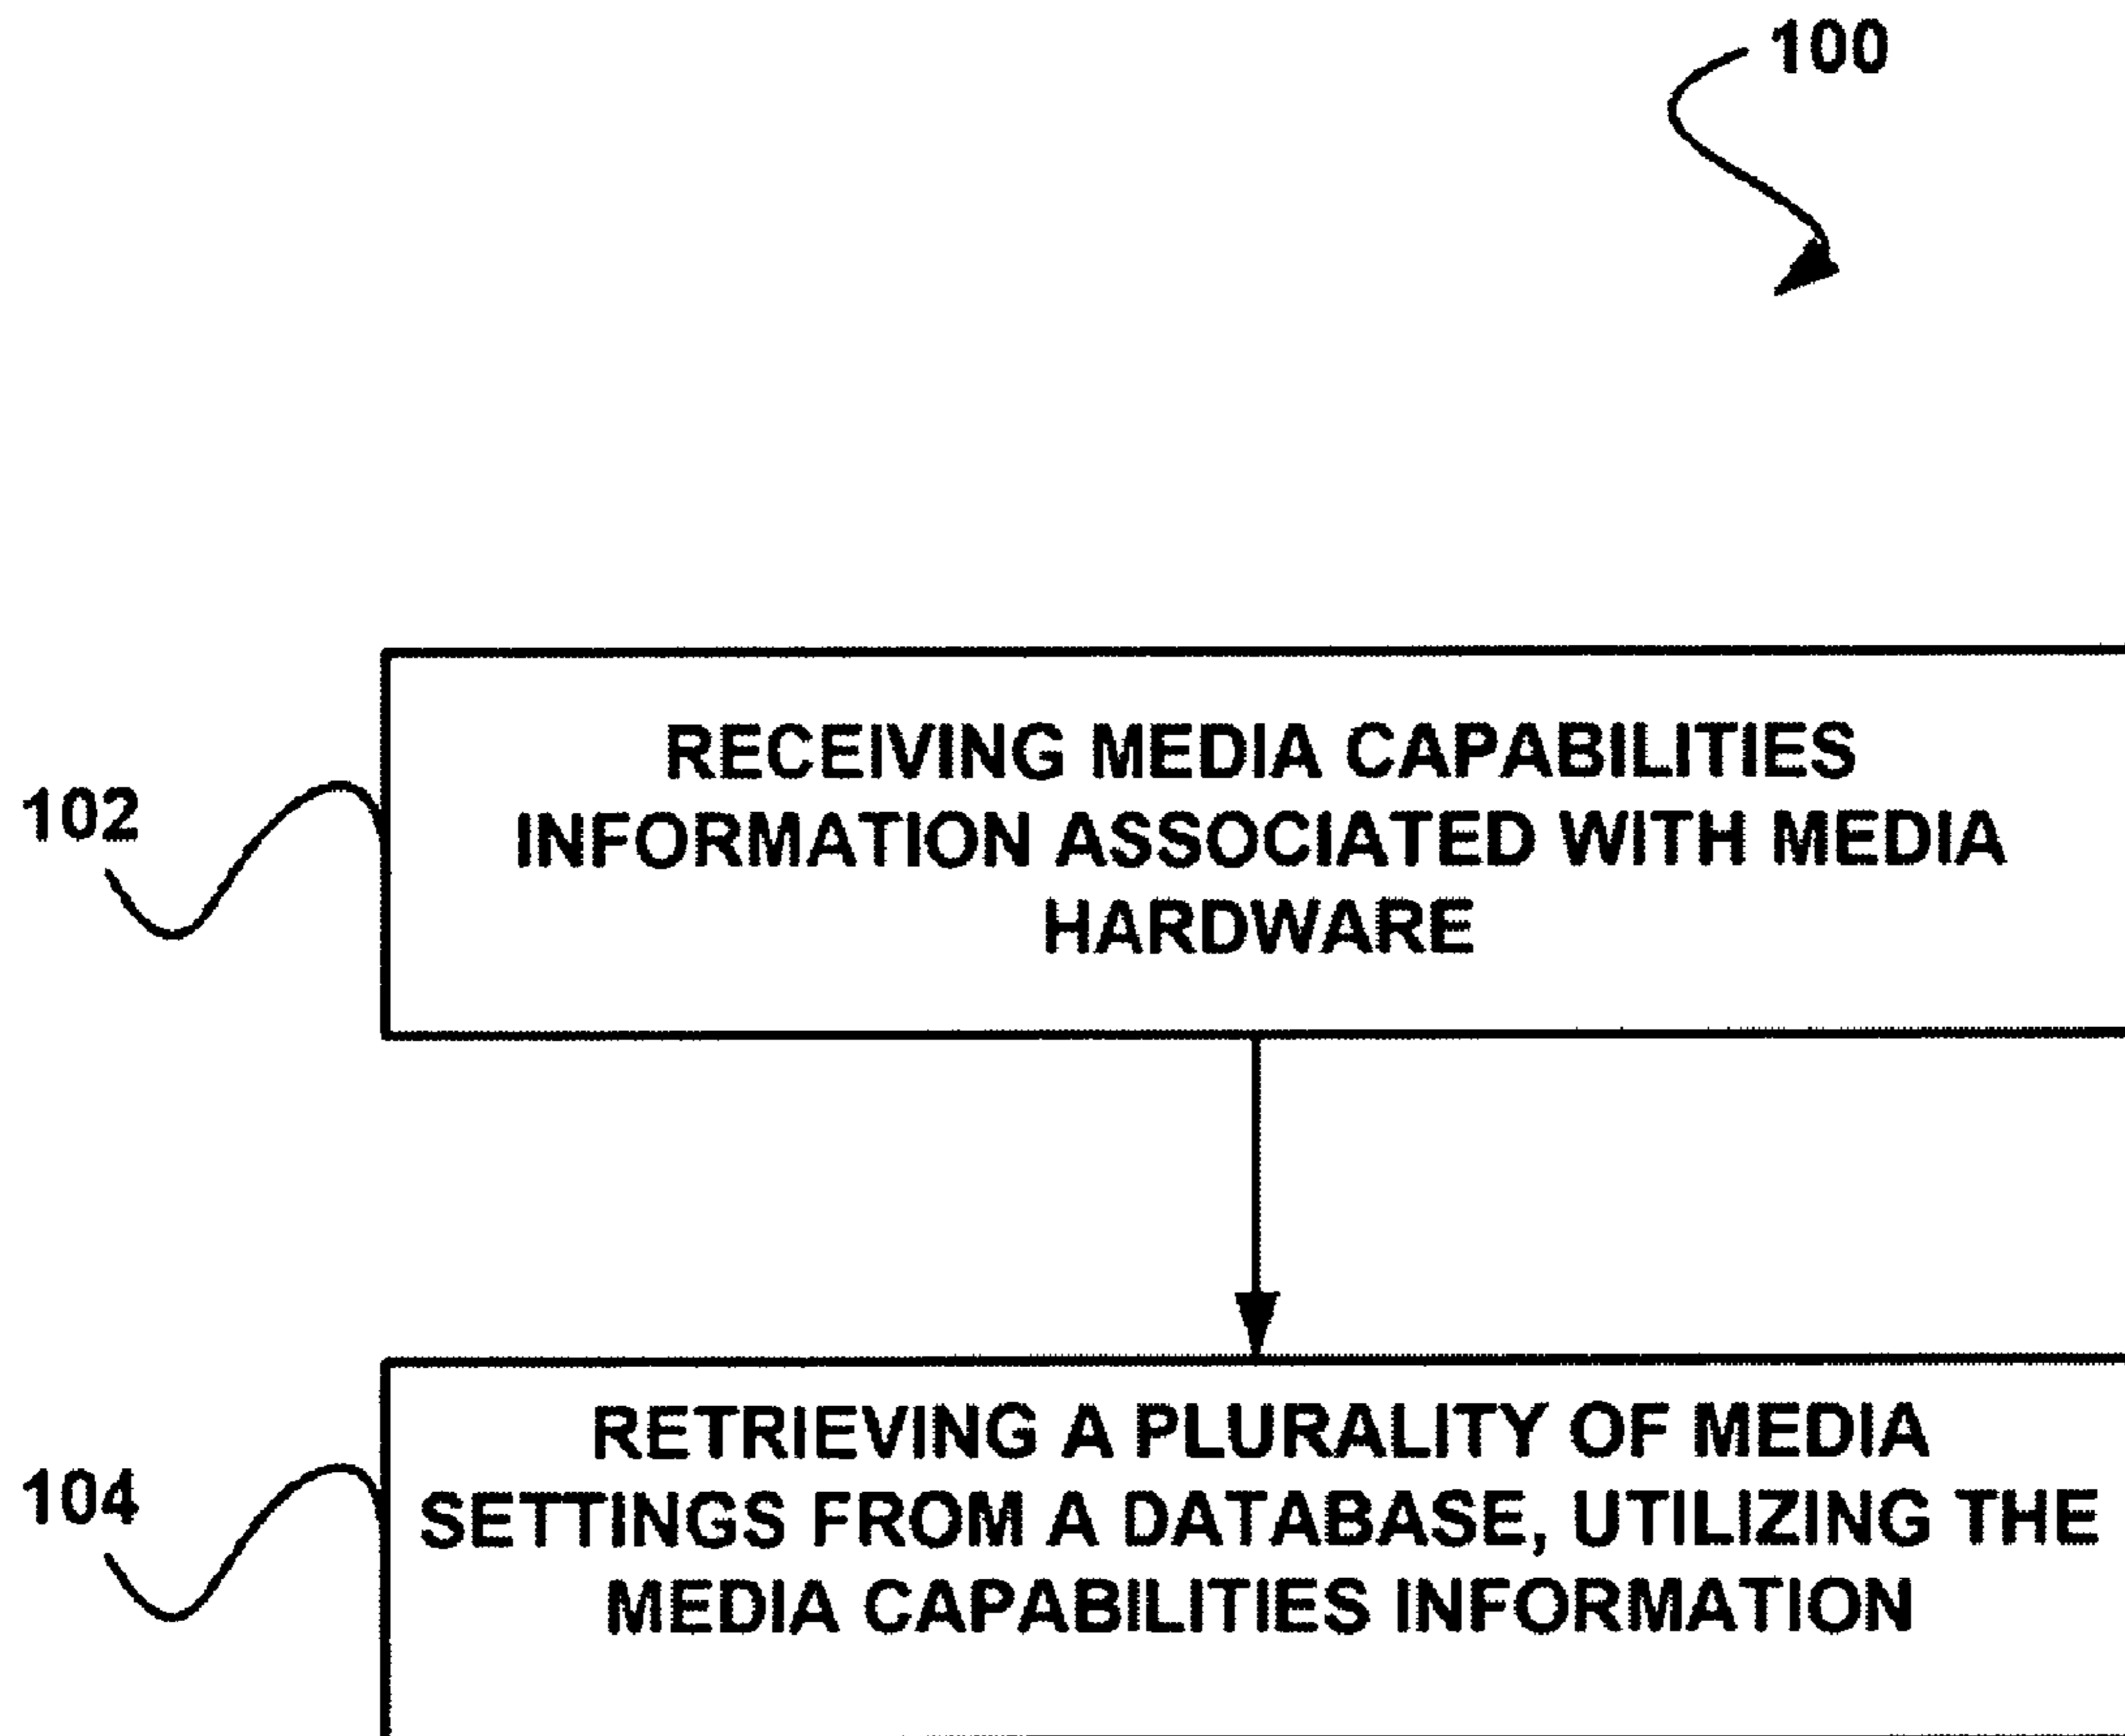 100
102
RECEIVING MEDIA CAPABILITIES
INFORMATION ASSOCIATED WITH MEDIA
HARDWARE
104
RETRIEVING A PLURALITY OF MEDIA
SETTINGS FROM A DATABASE, UTILIZING THE
MEDIA CAPABILITIES INFORMATION